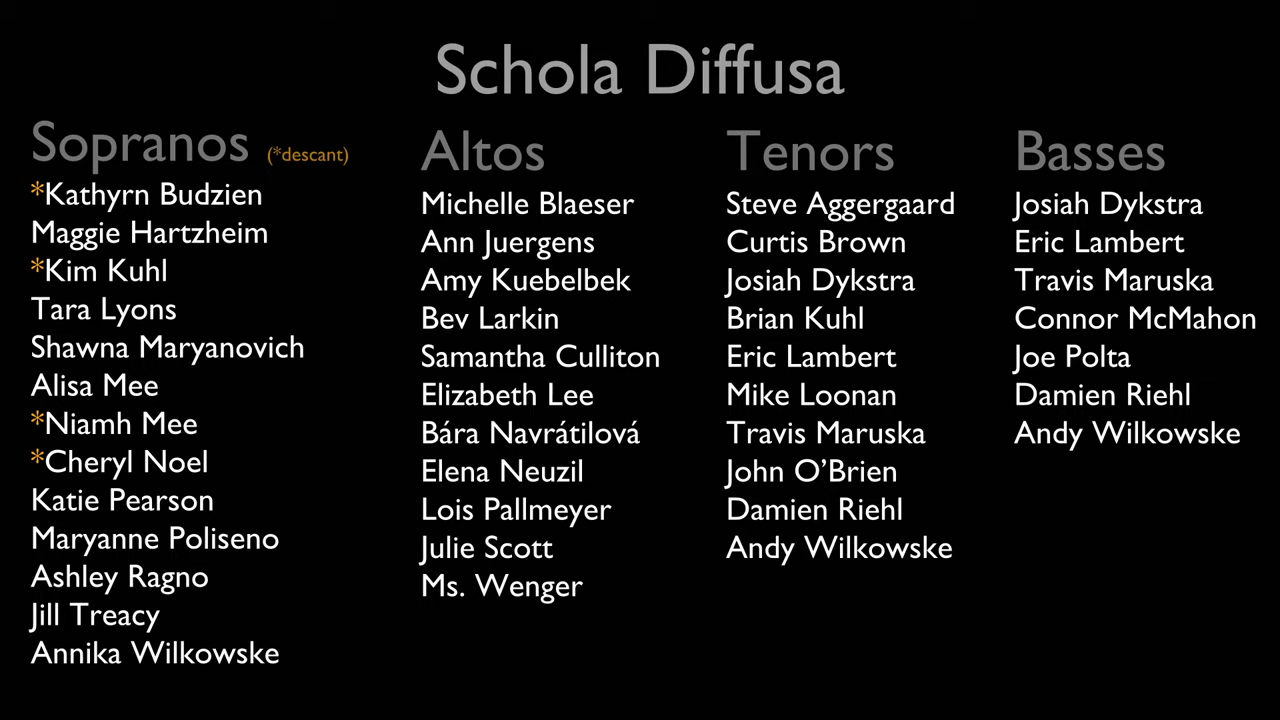 Schola Diffusa
Sopranos (*descant)
*Kathyrn Budzien
Maggie Hartzheim
*Kim Kuhl
Tara Lyons
Shawna Maryanovich
Alisa Mee
*Niamh Mee
*Cheryl Noel
Katie Pearson
Maryanne Poliseno
Ashley Ragno
Jill Treacy
Annika Wilkowske
Altos
Michelle Blaeser
Ann Juergens
Amy Kuebelbek
Bev Larkin
Samantha Culliton
Elizabeth Lee
Bára Navrátilová
Elena Neuzil
Lois Pallmeyer
Julie Scott
Ms. Wenger
Tenors
Steve Aggergaard
Curtis Brown
Josiah Dykstra
Brian Kuhl
Eric Lambert
Mike Loonan
Travis Maruska
John O’Brien
Damien Riehl
Andy Wilkowske
Basses
Josiah Dykstra
Eric Lambert
Travis Maruska
Connor McMahon
Joe Polta
Damien Riehl
Andy Wilkowske